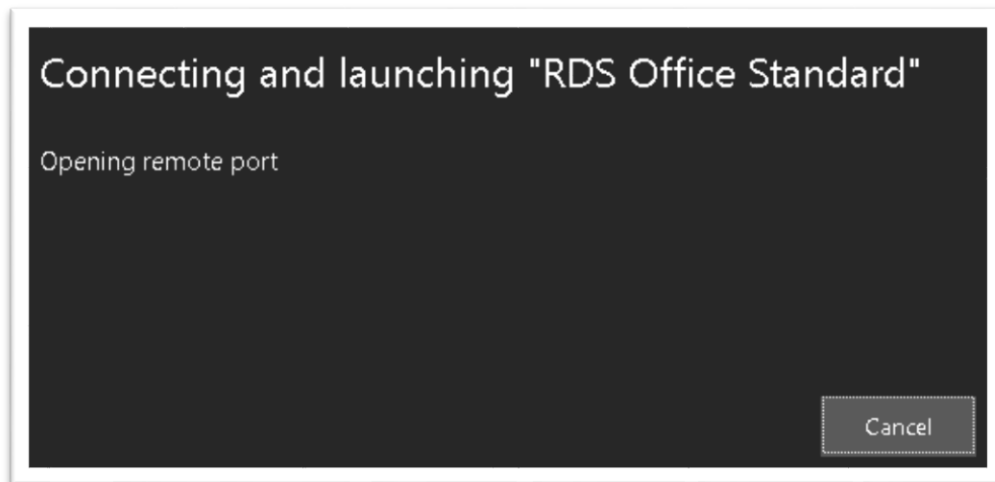 Connecting and launching "RDS Office Standard"
Opening remote port
Cancel